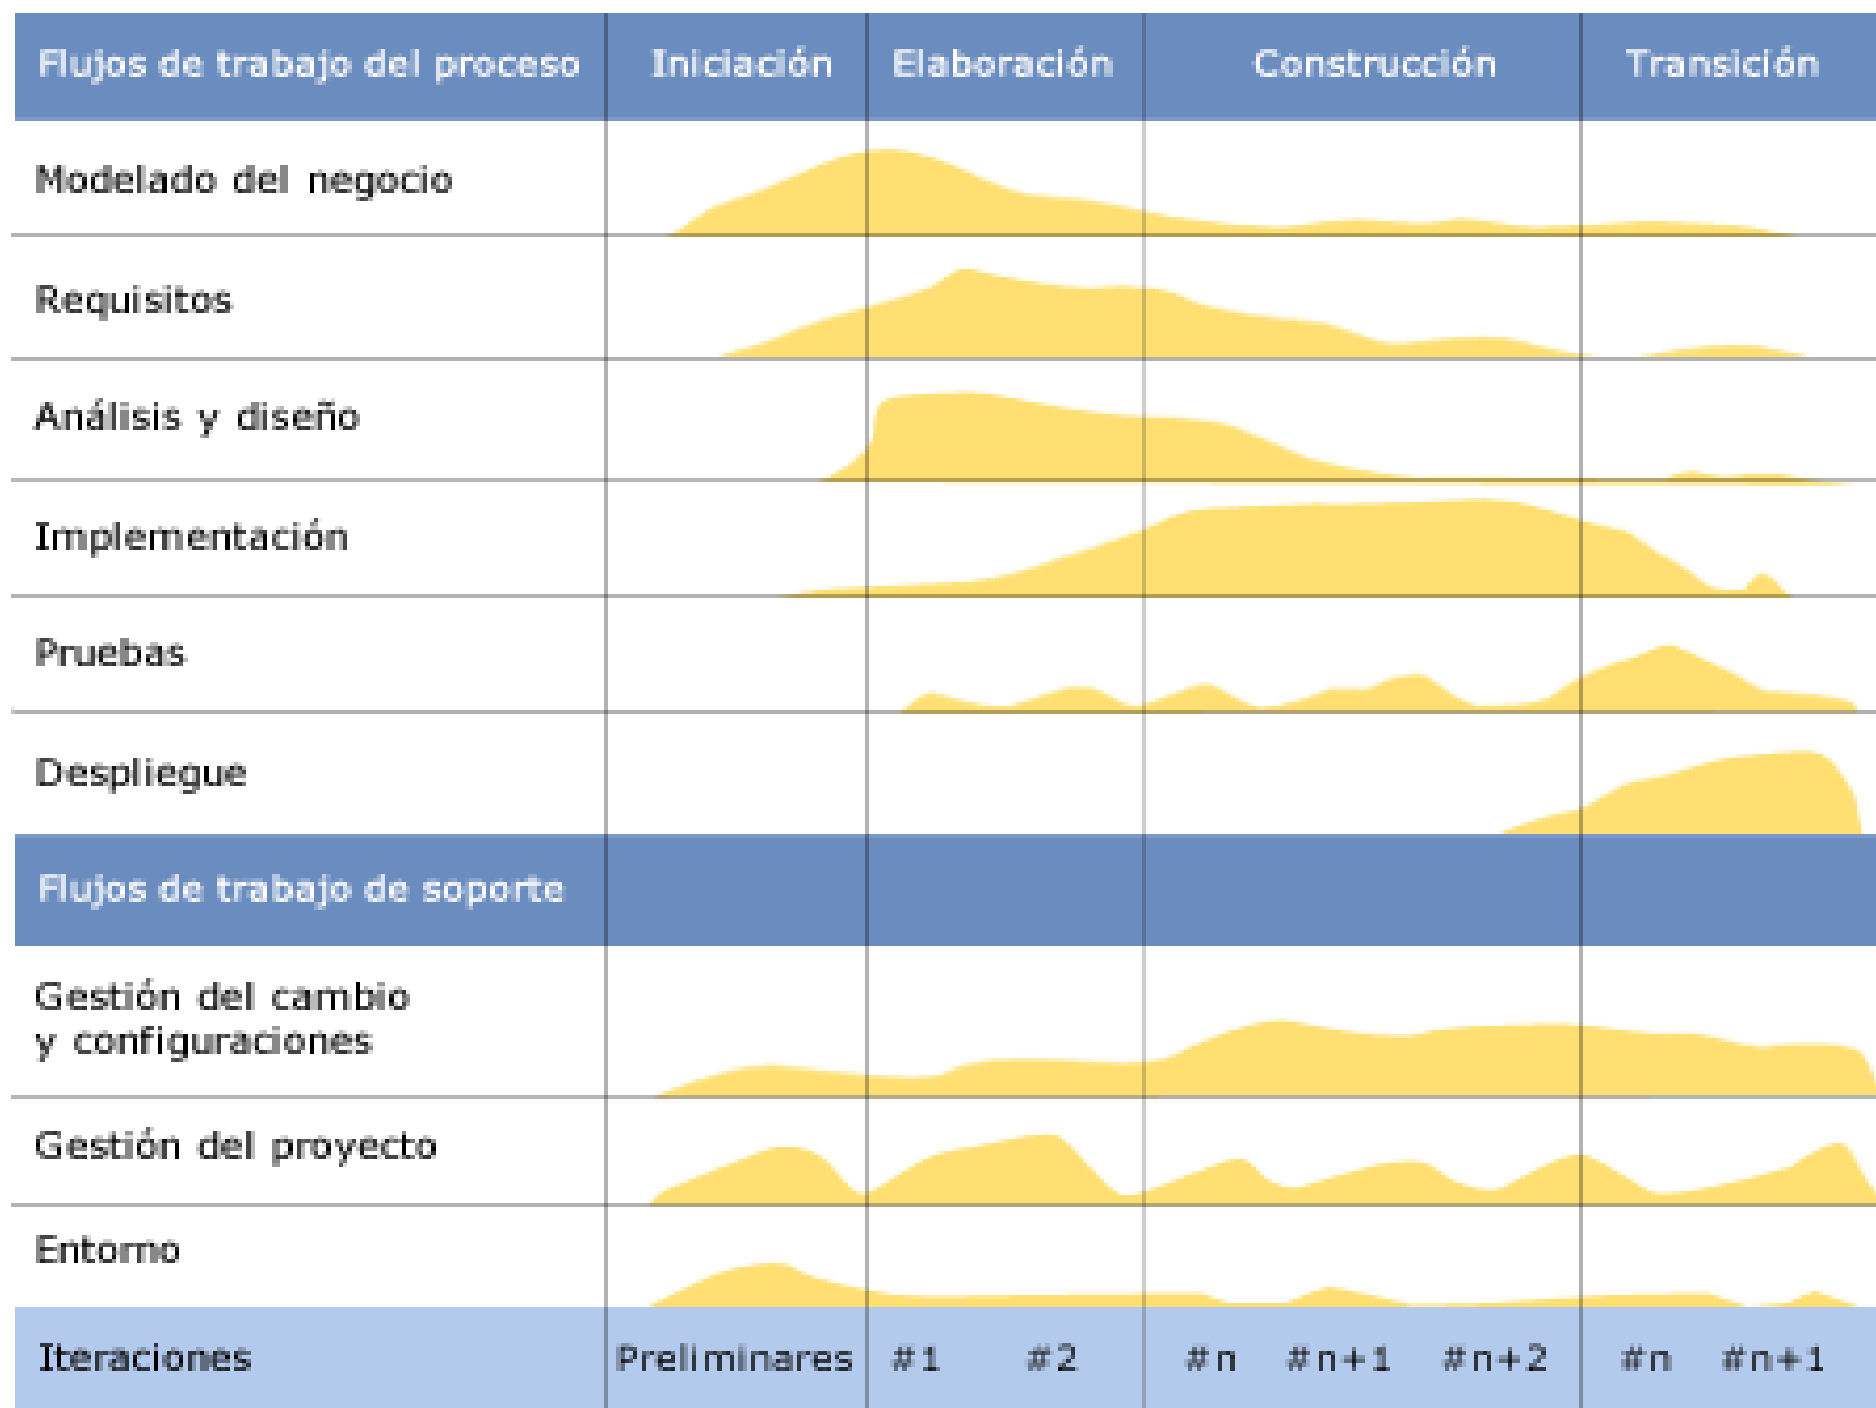 Flujos de trabajo del proceso Iniciación Elaboración Construcción Transición
Modelado del negocio
Requisitos
Análisis y diseño
Implementación
Pruebas
Despliegue
Flujos de trabajo de soporte
Gestión del cambio
y configuraciones
Gestión del proyecto
Entorno
Iteraciones Preliminares #1 #2 #n #n+1 #n+2 #n #n+1